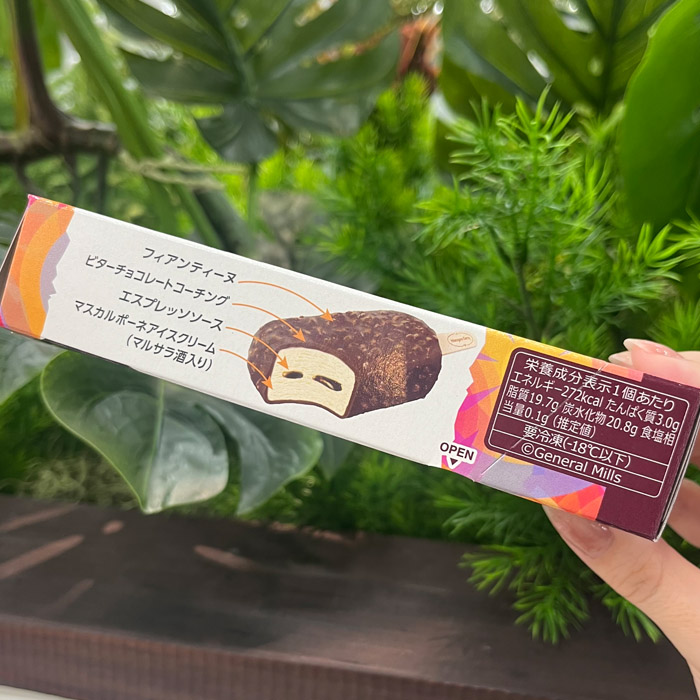 フィアンティーヌ
ビターチョコレートコーチング
エスプレッソソース
マスカルポーネアイスクリーム
(マルサラ酒入り)
OPEN
栄養成分表示1個あたり
エネルギー272kcal たんぱく質3.0g
脂質19.7g 炭水化物20.8g 食塩相
当量0.1g (推定値)
要冷凍(-18℃以下)
©General Mills